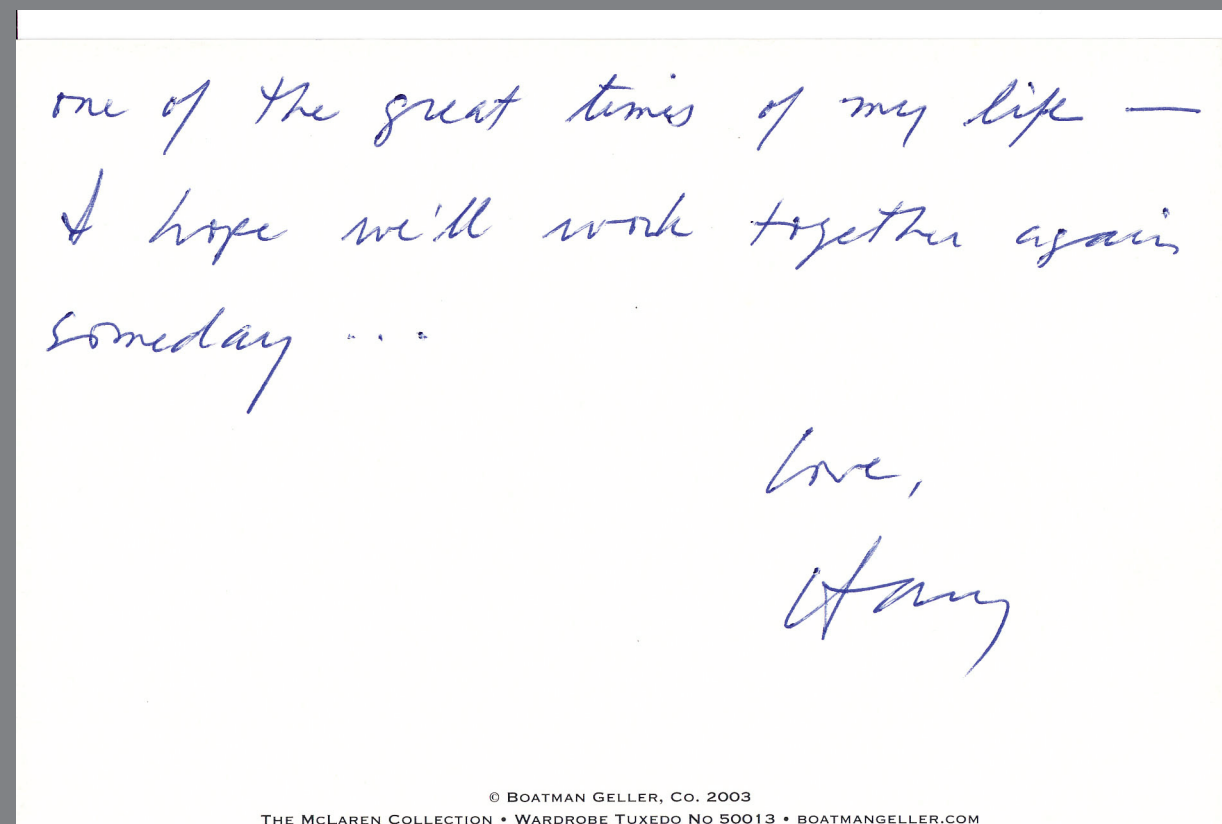 one of the great times of my life —
I hope we'll work together again
someday ...
Love,
Harry
© BOATMAN GELLER, CO. 2003
THE MCLAREN COLLECTION • WARDROBE TUXEDO NO 50013 • BOATMANGELLER.COM